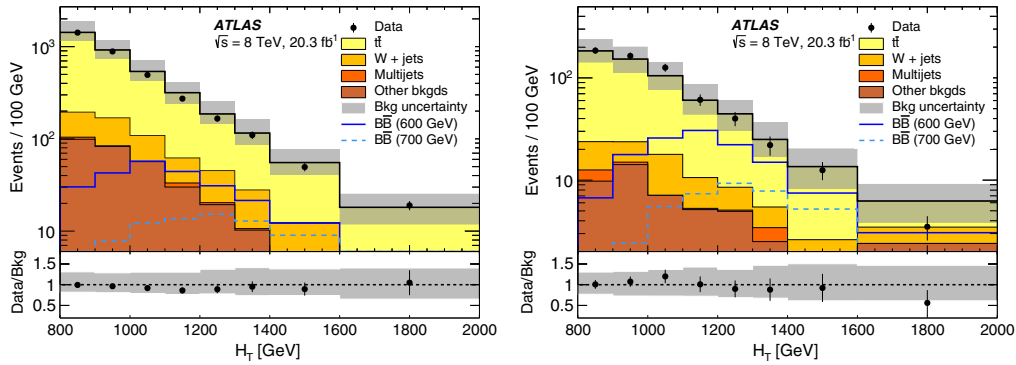 ATLAS
√s = 8 TeV, 20.3 fb⁻¹
Data
tt̄
W + jets
Multijets
Other bkgds
Bkg uncertainty
BB̄ (600 GeV)
BB̄ (700 GeV)
Events / 100 GeV
10³
10²
10
Data/Bkg
1.5
1
0.5
800 1000 1200 1400 1600 1800 2000
H_T [GeV]
ATLAS
√s = 8 TeV, 20.3 fb⁻¹
Data
tt̄
W + jets
Multijets
Other bkgds
Bkg uncertainty
BB̄ (600 GeV)
BB̄ (700 GeV)
Events / 100 GeV
10²
10
Data/Bkg
1.5
1
0.5
800 1000 1200 1400 1600 1800 2000
H_T [GeV]